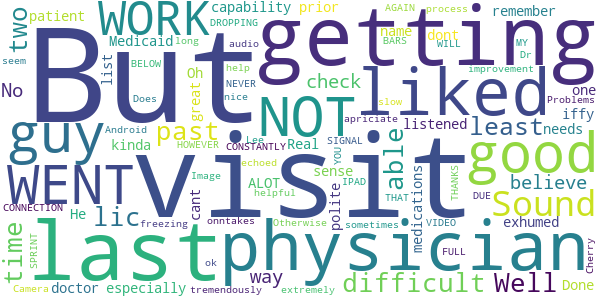 patient WORK capability prior DROPPING AGAIN process remember
two But getting BARS WILL MY name dont Dr
Medicaid long audio seem BELOW help NEVER nice
list check liked improvement Problems
No Oh great NOT slow one
Does Android kinda past able listened least iffy
guy HOWEVER Real Lee apriciate echoed YOU needs
WENT visit CONSTANTLY SIGNAL sense good
ALOT IPAD THAT THANKS believe
CONNECTION He lic cant Image polite helpful medications DUE Sound
freezing onntakes Otherwise sometimes VIDEO FULL exhumed
time SPRINT last physician Cherry
ok way Well Done
Camera doctor especially tremendously extremely difficult